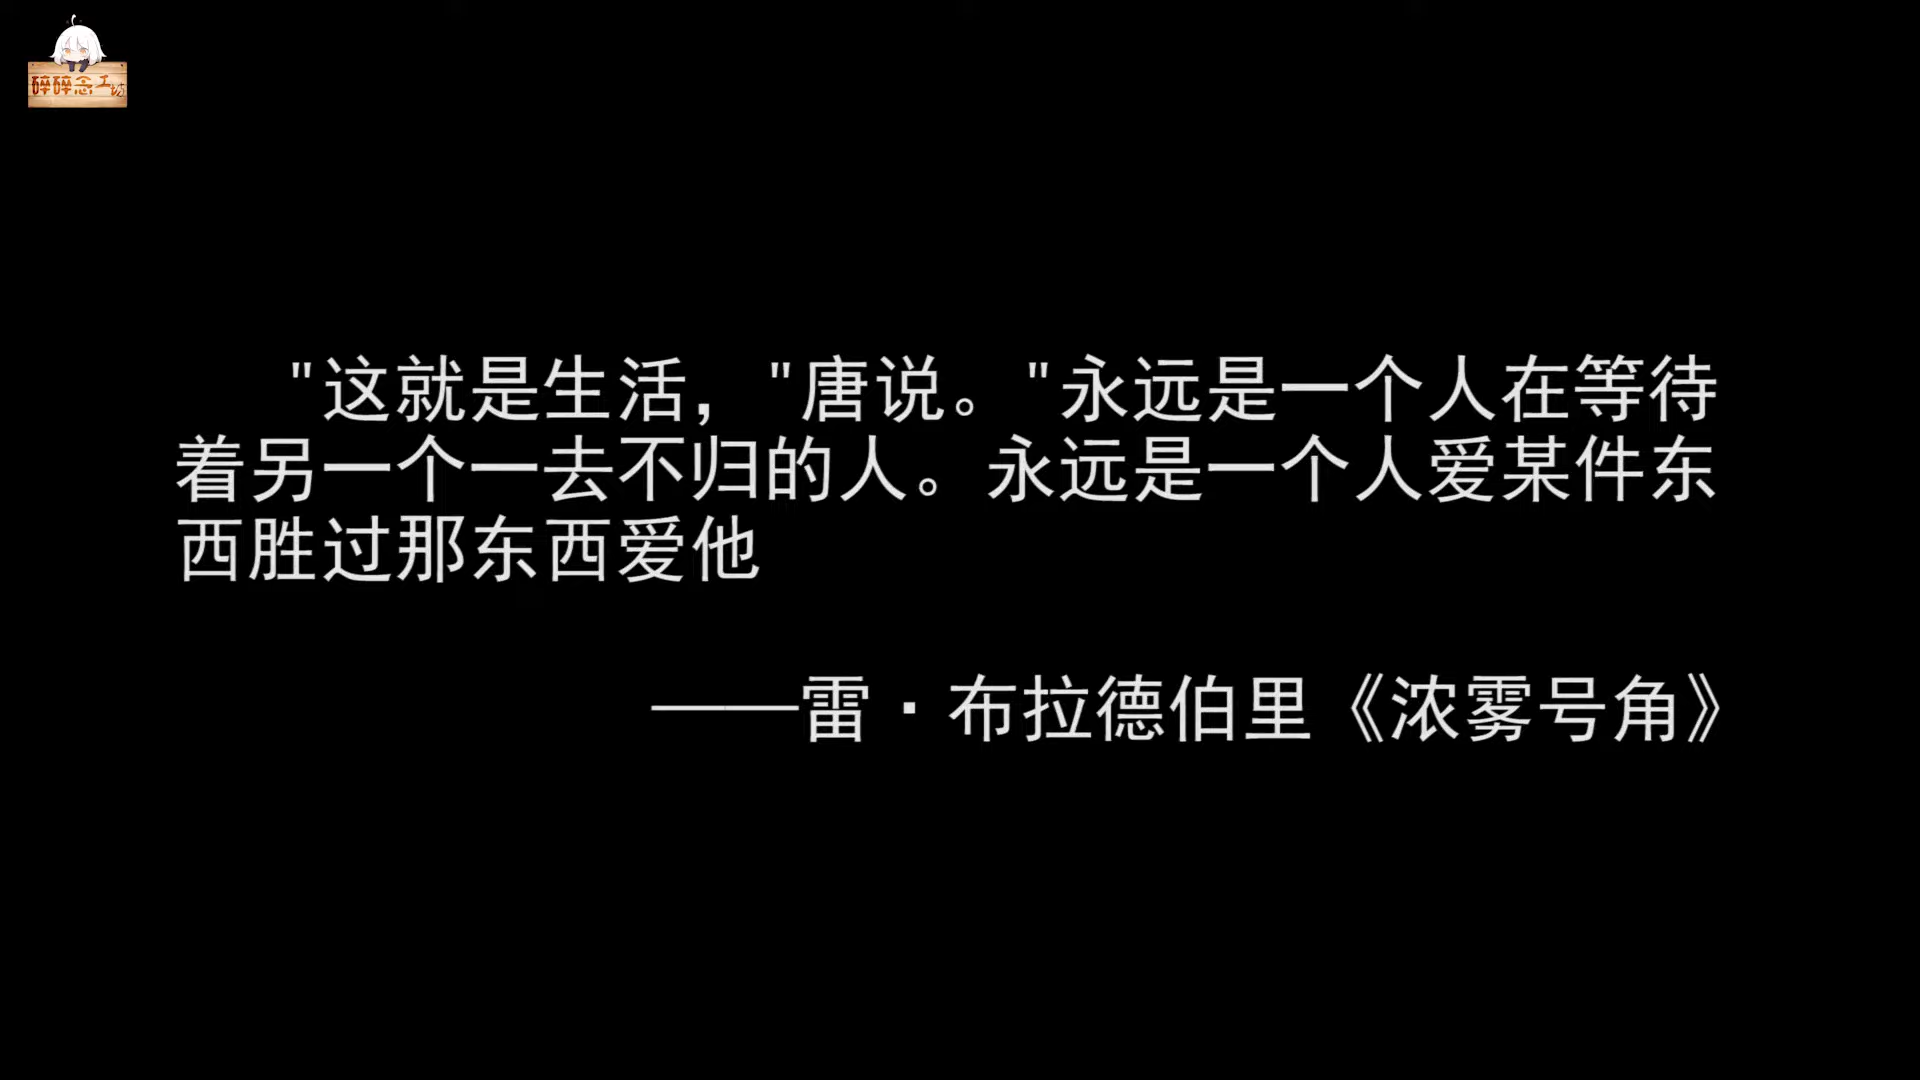 碎碎念工坊
"这就是生活，"唐说。"永远是一个人在等待
着另一个一去不归的人。永远是一个人爱某件东
西胜过那东西爱他
——雷·布拉德伯里《浓雾号角》